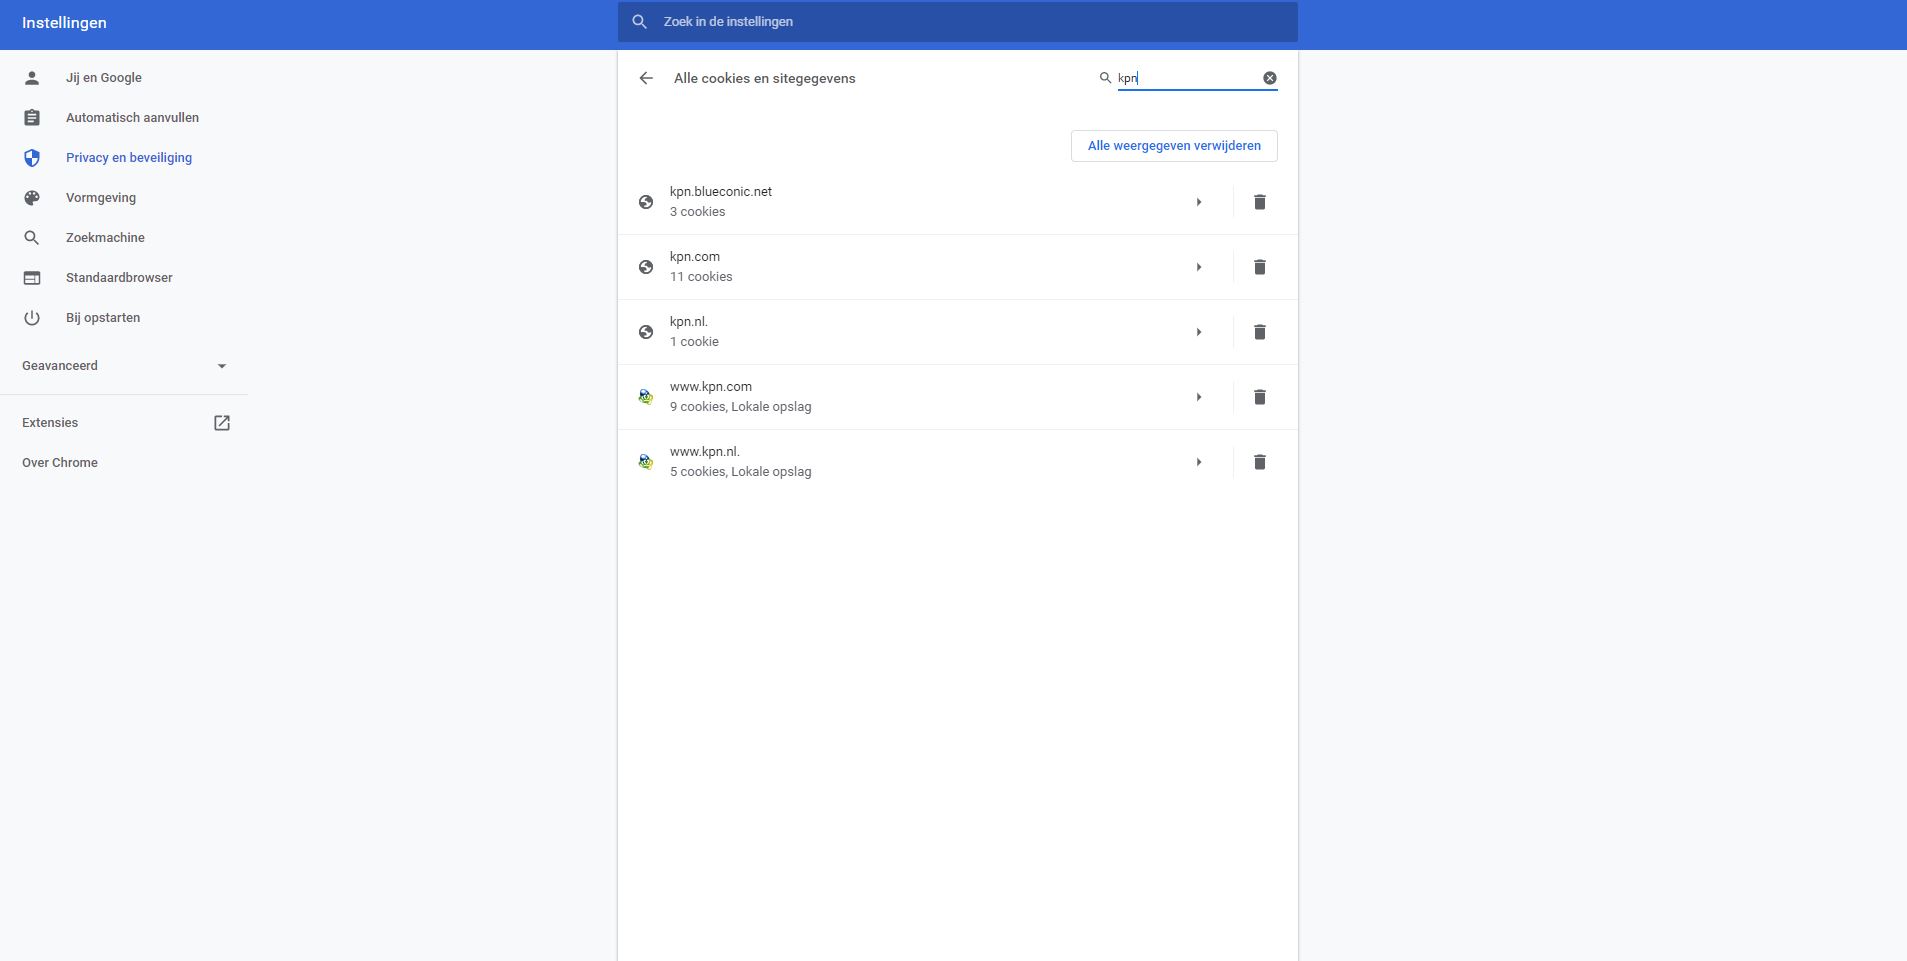 Instellingen
Zoek in de instellingen
Jij en Google
Automatisch aanvullen
Privacy en beveiliging
Vormgeving
Zoekmachine
Standaardbrowser
Bij opstarten
Geavanceerd
Extensies
Over Chrome
Alle cookies en sitegegevens
kpn
Alle weergegeven verwijderen
kpn.blueconic.net
3 cookies
kpn.com
11 cookies
kpn.nl.
1 cookie
www.kpn.com
9 cookies, Lokale opslag
www.kpn.nl.
5 cookies, Lokale opslag